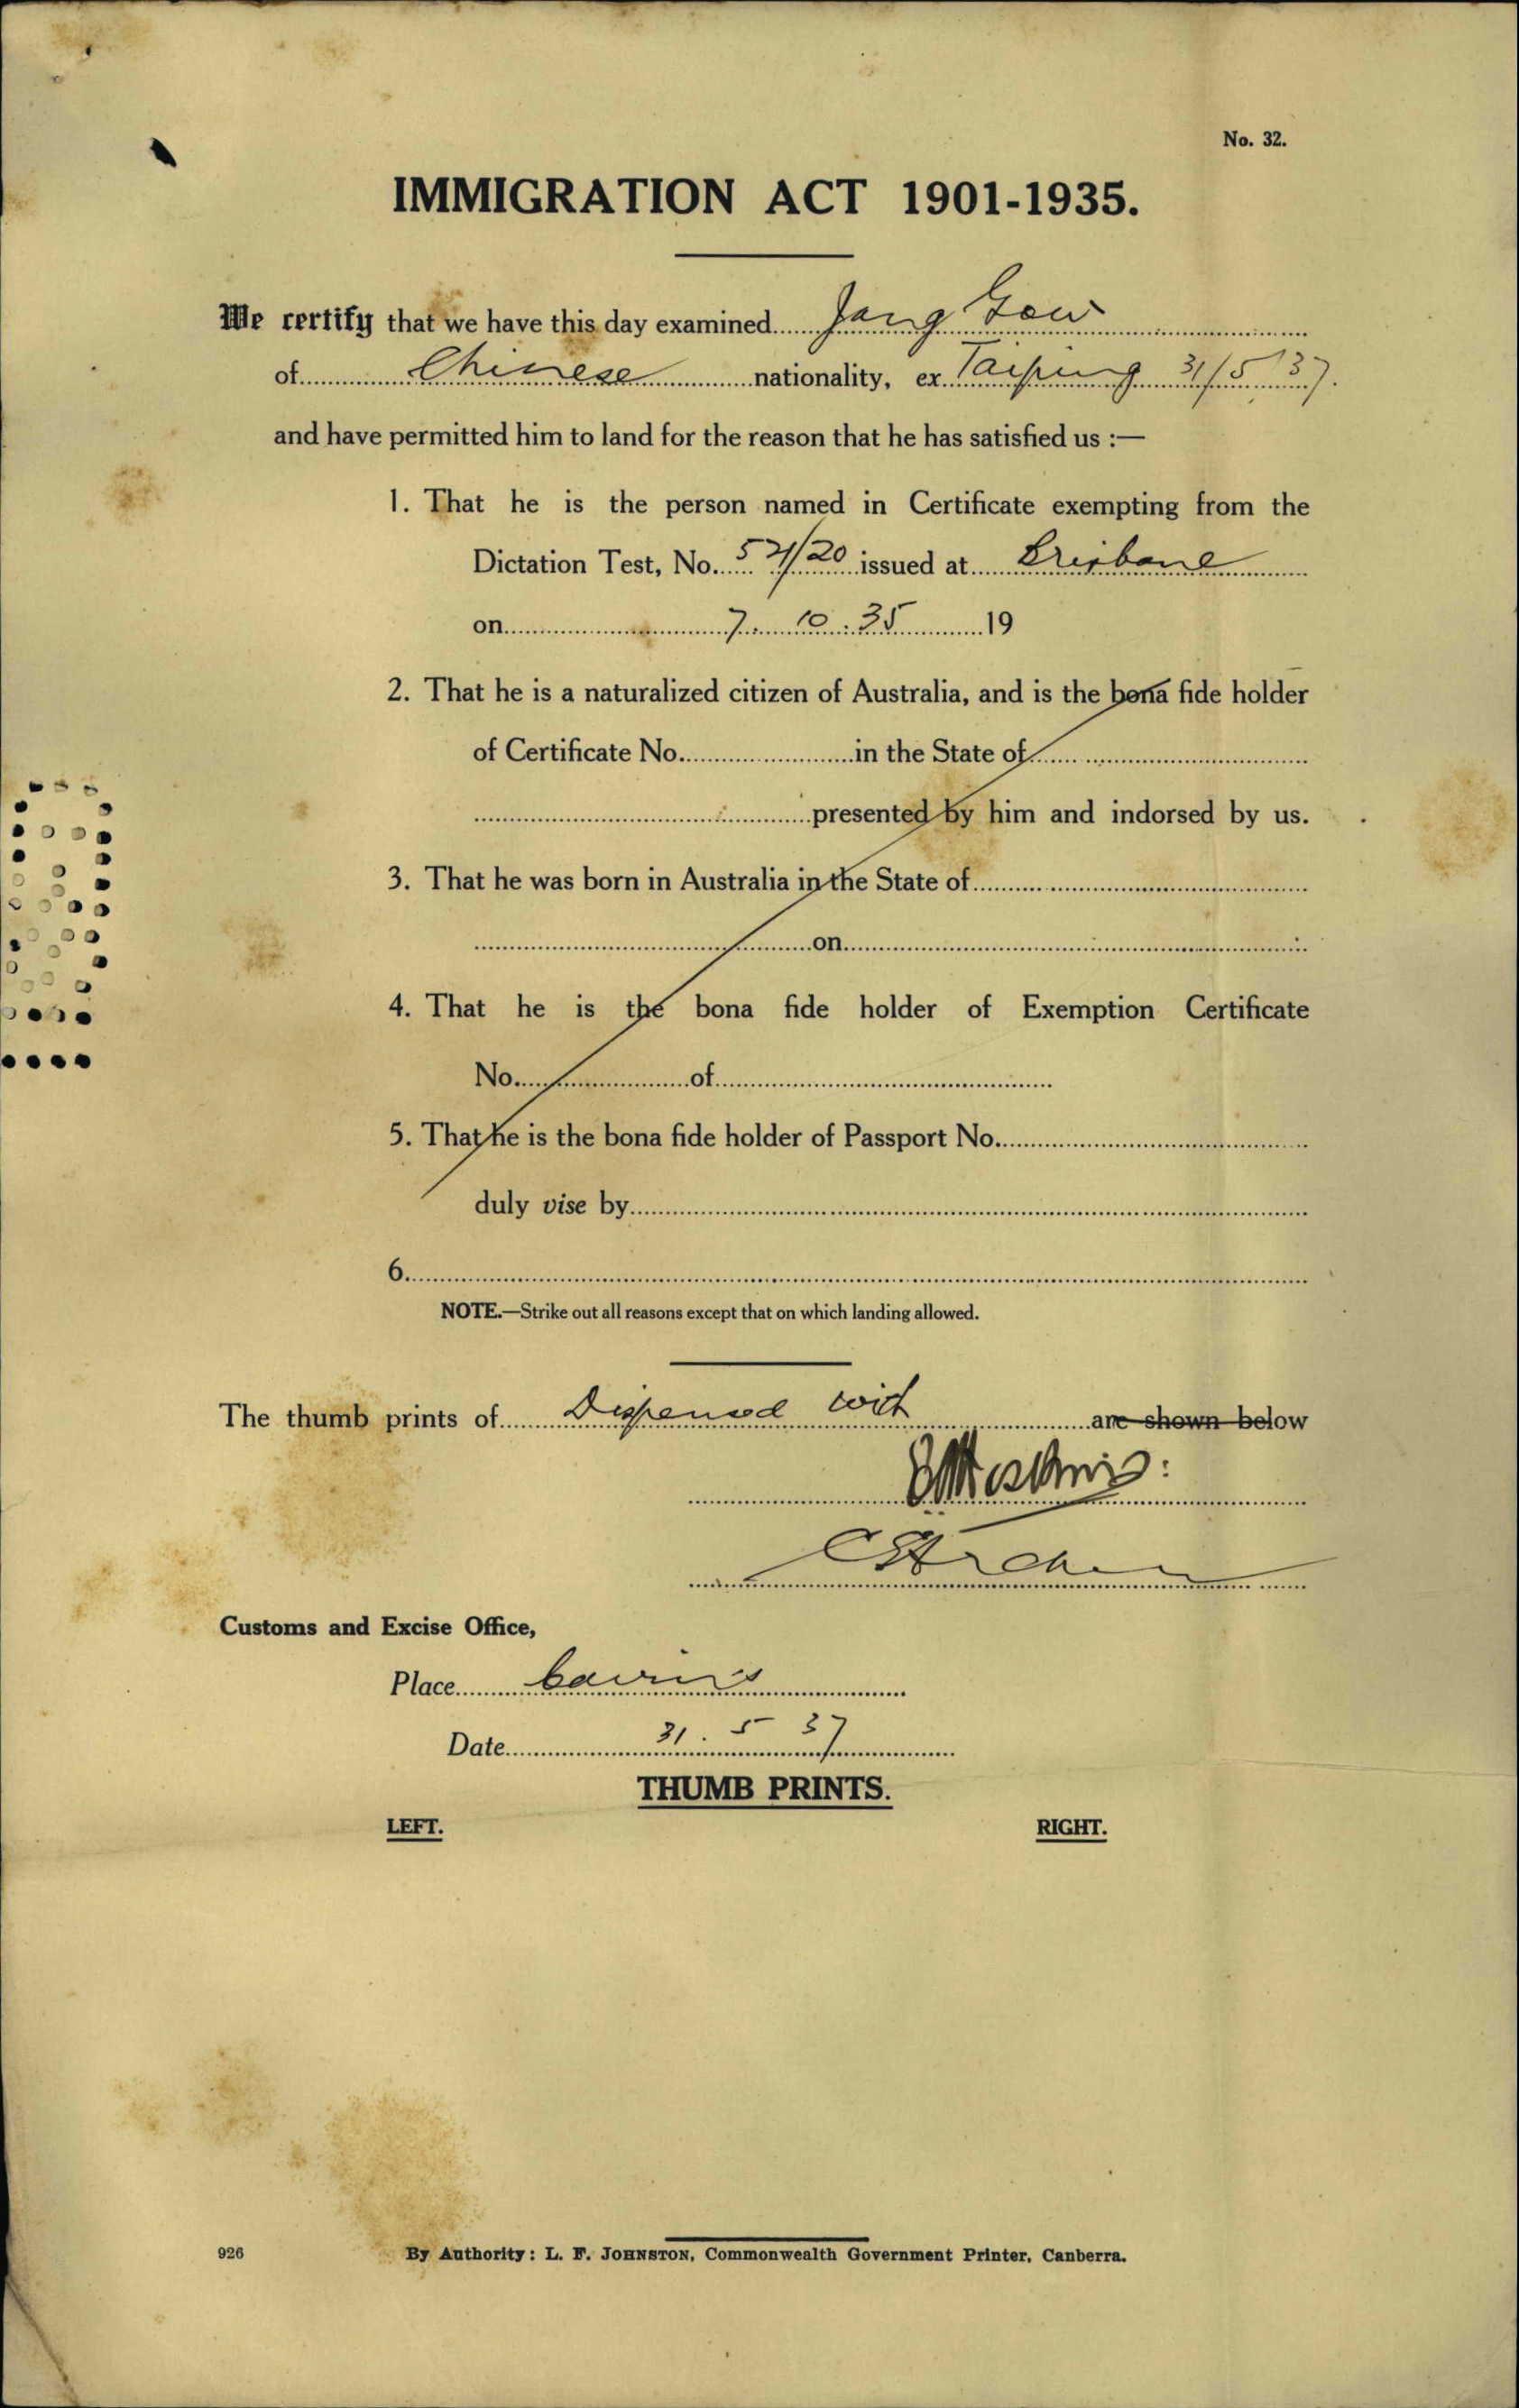 No. 32.
IMMIGRATION ACT 1901-1935.
We certify that we have this day examined Jang Gow
of Chinese nationality, ex Taiping 31/5/37.
and have permitted him to land for the reason that he has satisfied us :—
1. That he is the person named in Certificate exempting from the
Dictation Test, No. issued at Brisbane
on 7. 10. 35 19
2. That he is a naturalized citizen of Australia, and is the bona fide holder
of Certificate No. in the State of
presented by him and indorsed by us.
3. That he was born in Australia in the State of
on
4. That he is the bona fide holder of Exemption Certificate
No. of
5. That he is the bona fide holder of Passport No.
duly vise by
6.
NOTE.—Strike out all reasons except that on which landing allowed.
The thumb prints of Dispensed with are shown below
Customs and Excise Office,
Place Cairns
Date 31. 5 37
THUMB PRINTS.
LEFT. RIGHT.
926 By Authority: L. F. JOHNSTON, Commonwealth Government Printer, Canberra.